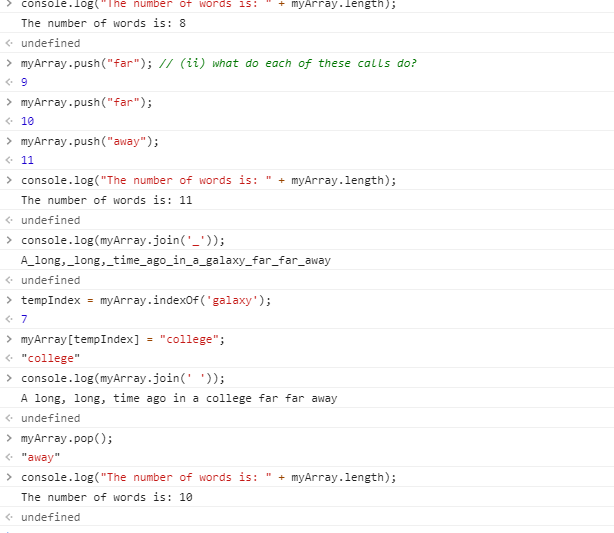 > console.log("The number of words is: " + myArray.length);
The number of words is: 8
< undefined
> myArray.push("far"); // (ii) what do each of these calls do?
< 9
> myArray.push("far");
< 10
> myArray.push("away");
< 11
> console.log("The number of words is: " + myArray.length);
The number of words is: 11
< undefined
> console.log(myArray.join('_'));
A_long,_long,_time_ago_in_a_galaxy_far_far_away
< undefined
> tempIndex = myArray.indexOf('galaxy');
< 7
> myArray[tempIndex] = "college";
< "college"
> console.log(myArray.join(' '));
A long, long, time ago in a college far far away
< undefined
> myArray.pop();
< "away"
> console.log("The number of words is: " + myArray.length);
The number of words is: 10
< undefined